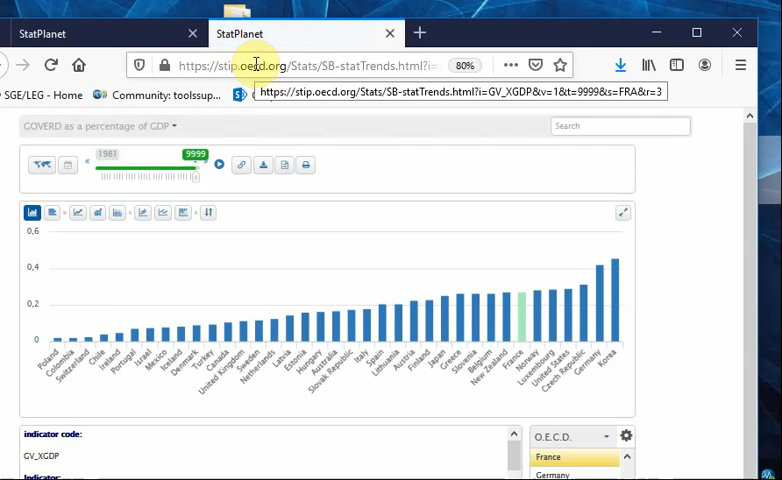 StatPlanet
StatPlanet
https://stip.oecd.org/Stats/SB-statTrends.html?i=
80%
SGE/LEG - Home
Community: toolssup...
https://stip.oecd.org/Stats/SB-statTrends.html?i=GV_XGDP&v=1&t=9999&s=FRA&r=3
GOVERD as a percentage of GDP
Search
1981
9999
0,6
0,4
0,2
0
Poland
Colombia
Switzerland
Chile
Ireland
Portugal
Israel
Mexico
Iceland
Denmark
Turkey
Canada
United Kingdom
Sweden
Netherlands
Latvia
Estonia
Hungary
Australia
Slovak Republic
Italy
Spain
Lithuania
Austria
Finland
Japan
Greece
Slovenia
Belgium
New Zealand
France
Norway
Luxembourg
United States
Czech Republic
Germany
Korea
indicator code:
GV_XGDP
Indicator:
O.E.C.D.
France
Germany